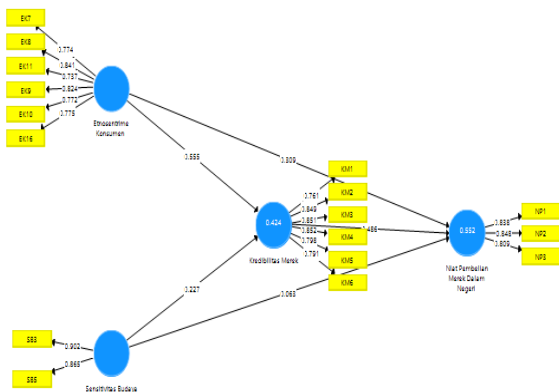 EK7
EK8
EK11
EK9
EK10
EK16
0.774
0.841
0.737
0.824
0.772
0.775
Etnosentrime
Konsumen
0.555
0.309
KM1
KM2
KM3
KM4
KM5
KM6
0.761
0.849
0.851
0.852
0.798
0.791
0.424
Kredibilitas Merek
0.486
0.552
Niat Pembelian
Merek Dalam
Negeri
0.838
0.848
0.809
NP1
NP2
NP3
0.227
0.063
SB3
SB5
0.902
0.865
Sensitivitas Budaya